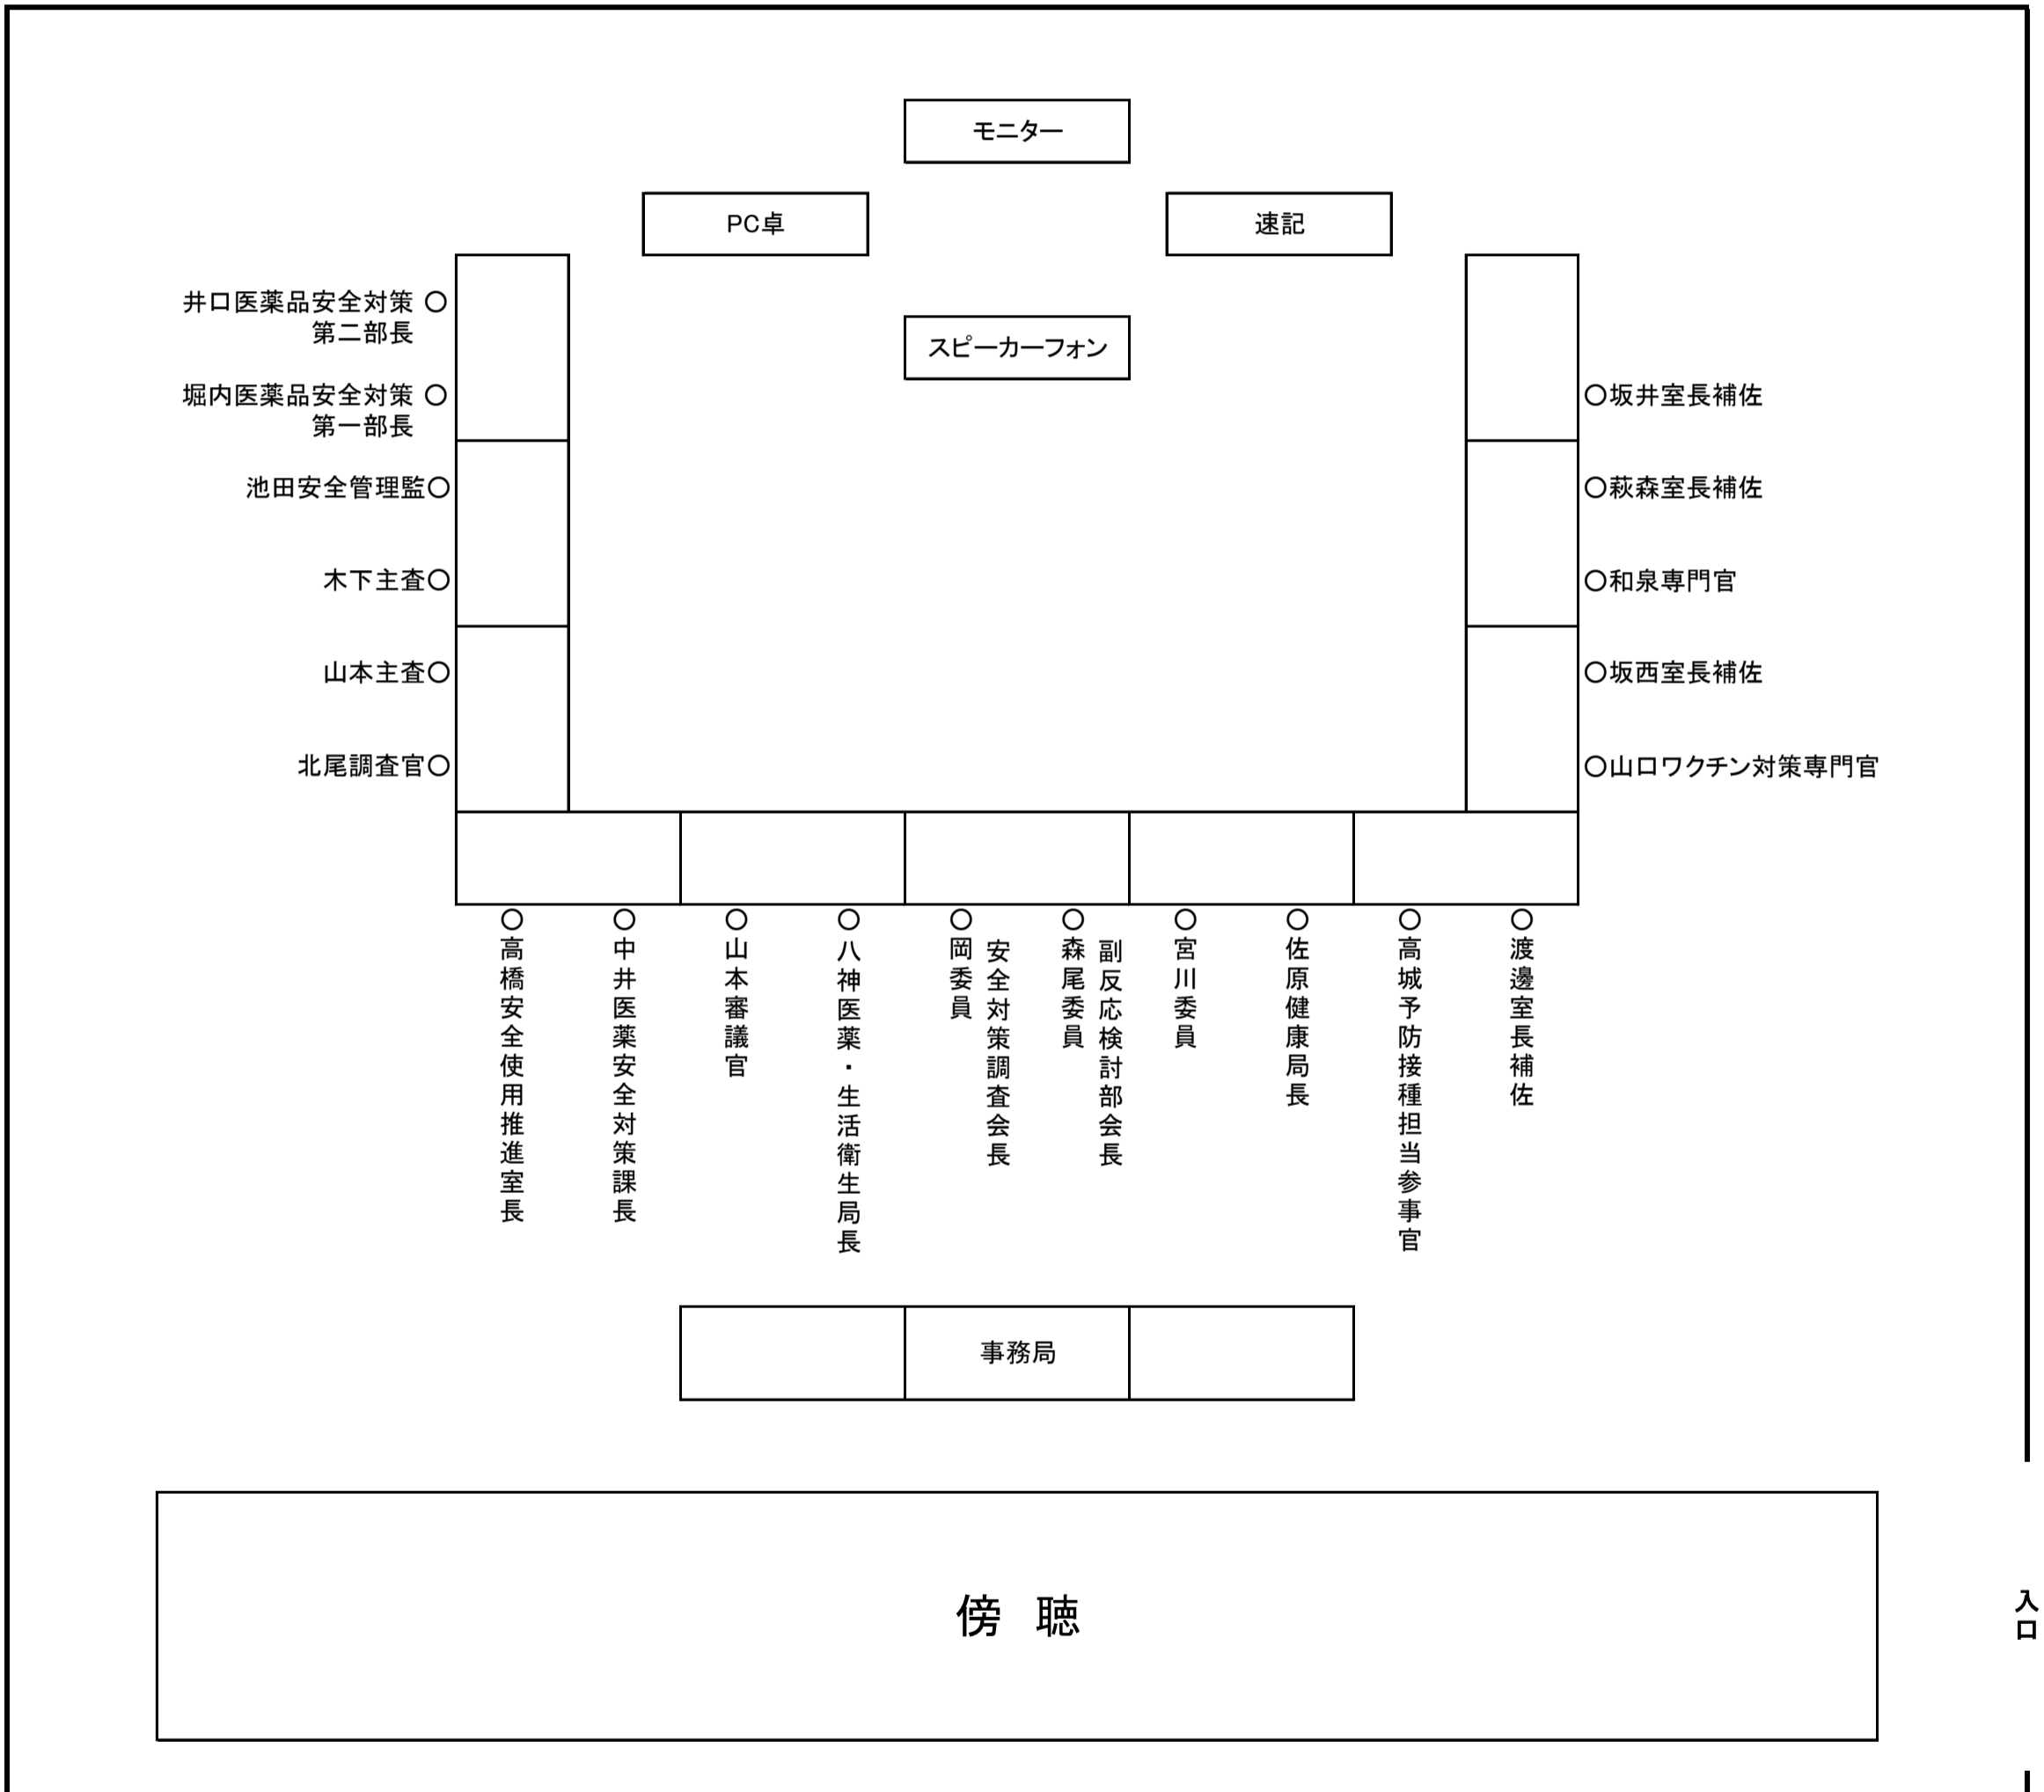 モニター
PC卓
速記
スピーカーフォン
井口医薬品安全対策○
第二部長
堀内医薬品安全対策○
第一部長
池田安全管理監○
木下主査○
山本主査○
北尾調査官○
○坂井室長補佐
○萩森室長補佐
○和泉専門官
○坂西室長補佐
○山口ワクチン対策専門官
○高橋安全使用推進室長
○中井医薬安全対策課長
○山本審議官
○八神医薬・生活衛生局長
○岡委員
安全対策調査会長
○森尾委員
副反応検討部会長
○宮川委員
○佐原健康局長
○高城予防接種担当参事官
○渡邊室長補佐
事務局
傍 聴
入口